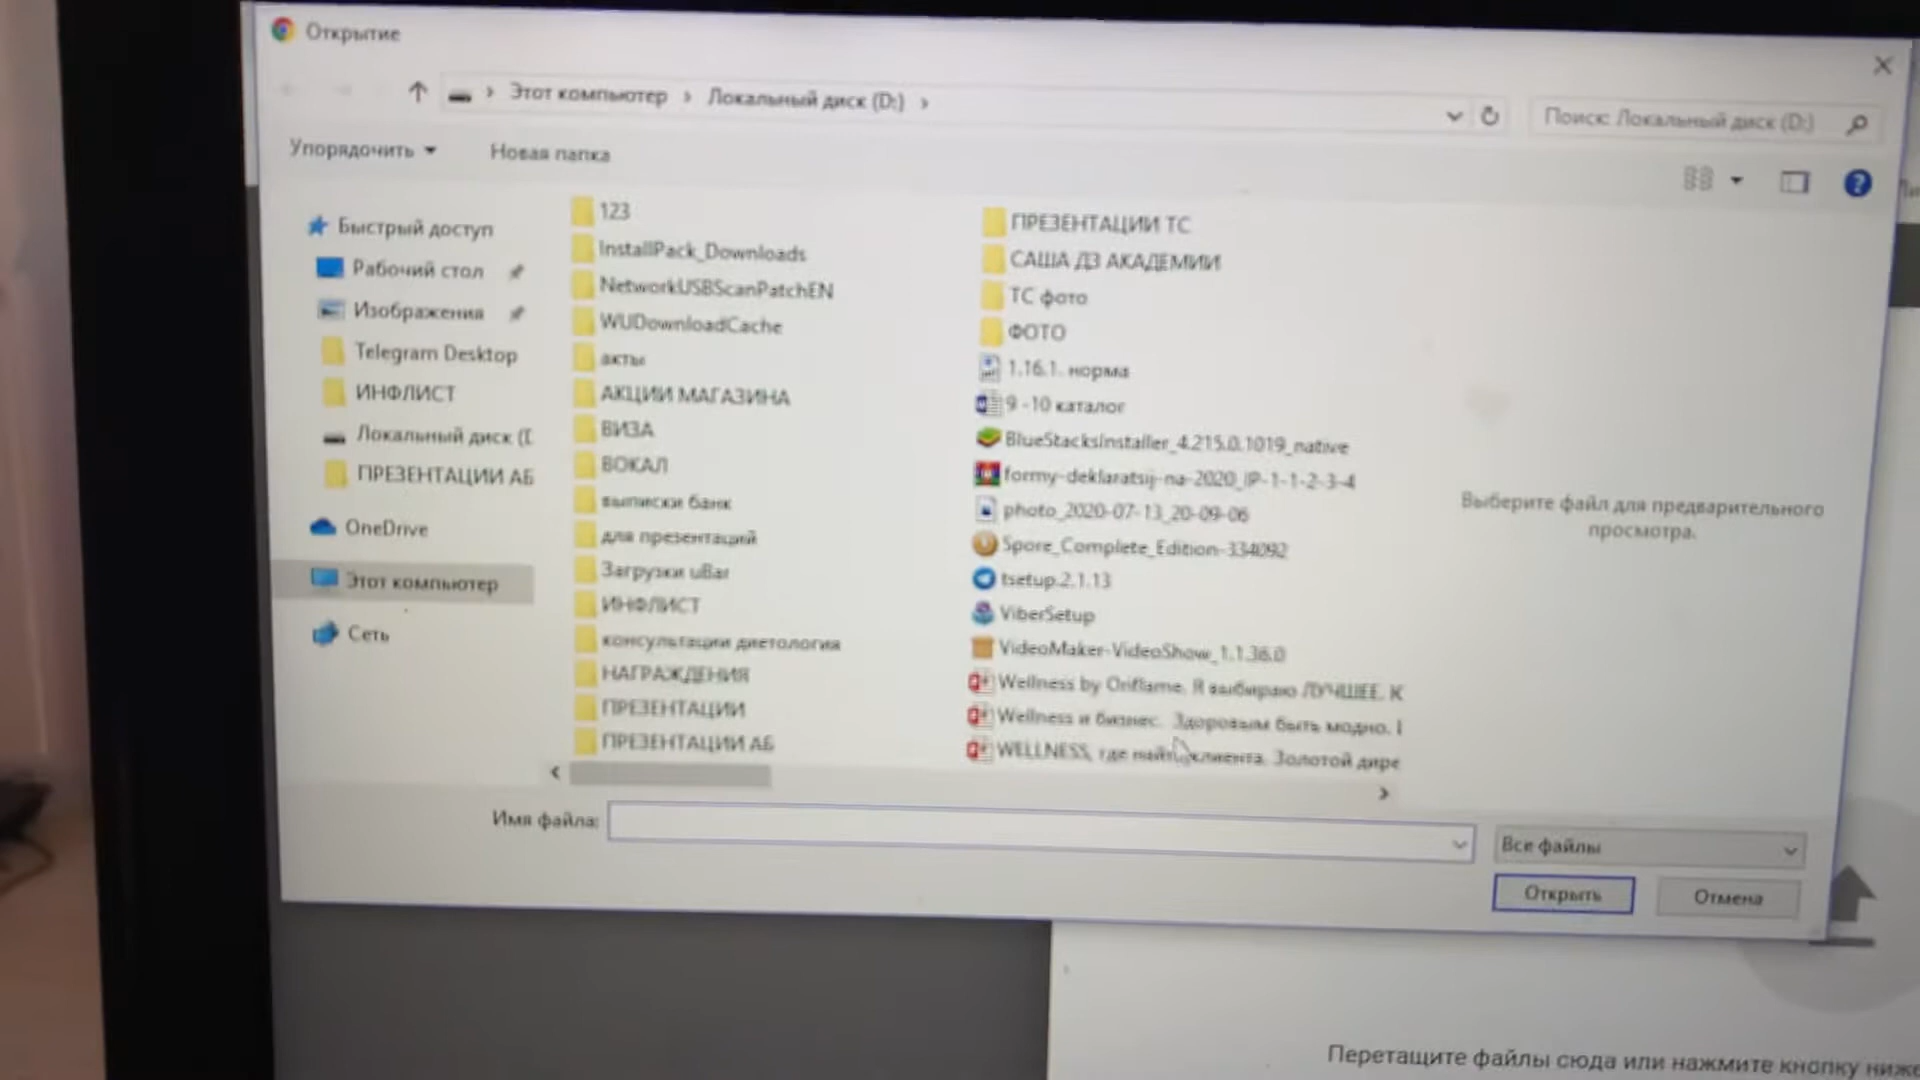 Открытие
Этот компьютер › Локальный диск (D:) ›
Поиск: Локальный диск (D:)
Упорядочить
Новая папка
Быстрый доступ
Рабочий стол
Изображения
Telegram Desktop
ИНФЛИСТ
Локальный диск (D
ПРЕЗЕНТАЦИИ АБ
OneDrive
Этот компьютер
Сеть
123
InstallPack_Downloads
NetworkUSBScanPatchEN
WUDownloadCache
акты
АКЦИИ МАГАЗИНА
ВИЗА
ВОКАЛ
выписки банк
для презентаций
Загрузки uBar
ИНФЛИСТ
консультации диетология
НАГРАЖДЕНИЯ
ПРЕЗЕНТАЦИИ
ПРЕЗЕНТАЦИИ АБ
ПРЕЗЕНТАЦИИ ТС
САША ДЗ АКАДЕМИИ
ТС фото
ФОТО
1.16.1. норма
9 -10 каталог
BlueStacksInstaller_4.215.0.1019_native
formy-deklaratsij-na-2020_IP-1-1-2-3-4
photo_2020-07-13_20-09-06
Spore_Complete_Edition-334092
tsetup.2.1.13
ViberSetup
VideoMaker-VideoShow_1.1.36.0
Wellness by Oriflame. Я выбираю ЛУЧШЕЕ. К
Wellness и бизнес. Здоровым быть модно.
WELLNESS, где найти клиента. Золотой дире
Выберите файл для предварительного
просмотра.
Имя файла:
Все файлы
Открыть
Отмена
Перетащите файлы сюда или нажмите кнопку ниже